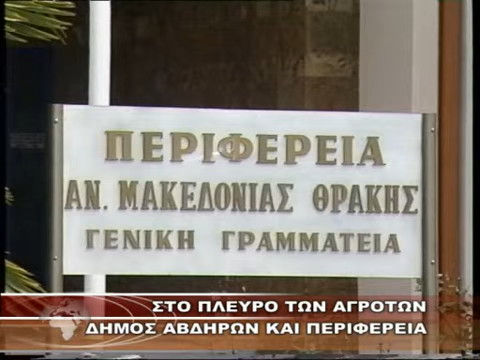 ΠΕΡΙΦΕΡΕΙΑ
ΑΝ. ΜΑΚΕΔΟΝΙΑΣ ΘΡΑΚΗΣ
ΓΕΝΙΚΗ ΓΡΑΜΜΑΤΕΙΑ
ΣΤΟ ΠΛΕΥΡΟ ΤΩΝ ΑΓΡΟΤΩΝ
ΔΗΜΟΣ ΑΒΔΗΡΩΝ ΚΑΙ ΠΕΡΙΦΕΡΕΙΑ